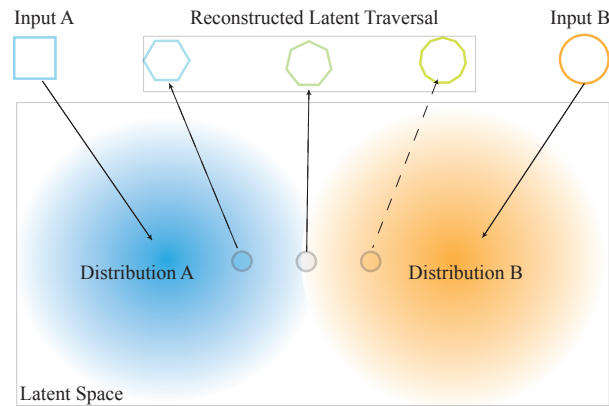 Input A
Reconstructed Latent Traversal
Input B
Distribution A
Distribution B
Latent Space